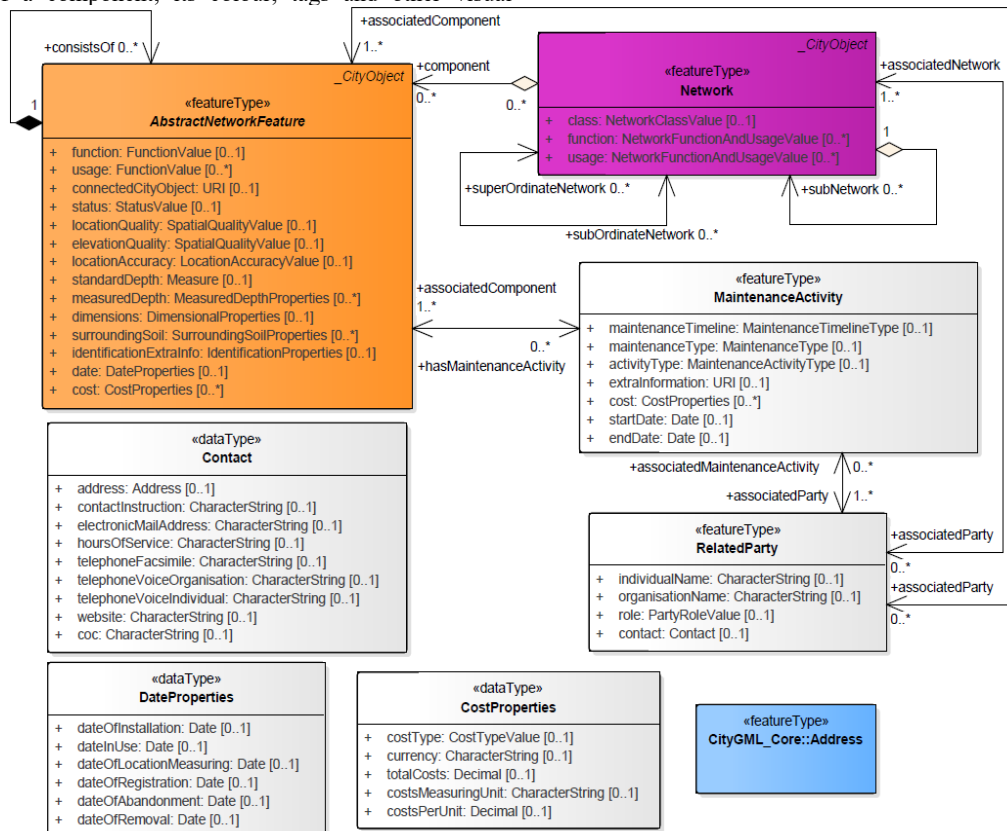 a component, its colour, tags and other visual
+associatedComponent
+consistsOf 0..*
1..*
1
_CityObject
«featureType»
AbstractNetworkFeature
+ function: FunctionValue [0..1]
+ usage: FunctionValue [0..*]
+ connectedCityObject: URI [0..1]
+ status: StatusValue [0..1]
+ locationQuality: SpatialQualityValue [0..1]
+ elevationQuality: SpatialQualityValue [0..1]
+ locationAccuracy: LocationAccuracyValue [0..1]
+ standardDepth: Measure [0..1]
+ measuredDepth: MeasuredDepthProperties [0..*]
+ dimensions: DimensionalProperties [0..1]
+ surroundingSoil: SurroundingSoilProperties [0..*]
+ identificationExtraInfo: IdentificationProperties [0..1]
+ date: DateProperties [0..1]
+ cost: CostProperties [0..*]
+component
0..*
0..*
_CityObject
«featureType»
Network
+ class: NetworkClassValue [0..1]
+ function: NetworkFunctionAndUsageValue [0..*]
+ usage: NetworkFunctionAndUsageValue [0..*]
+associatedNetwork
1..*
1
+superOrdinateNetwork 0..*
+subNetwork 0..*
+subOrdinateNetwork 0..*
+associatedComponent
1..*
0..*
+hasMaintenanceActivity
«featureType»
MaintenanceActivity
+ maintenanceTimeline: MaintenanceTimelineType [0..1]
+ maintenanceType: MaintenanceType [0..1]
+ activityType: MaintenanceActivityType [0..1]
+ extraInformation: URI [0..1]
+ cost: CostProperties [0..*]
+ startDate: Date [0..1]
+ endDate: Date [0..1]
+associatedMaintenanceActivity
0..*
+associatedParty
1..*
«dataType»
Contact
+ address: Address [0..1]
+ contactInstruction: CharacterString [0..1]
+ electronicMailAddress: CharacterString [0..1]
+ hoursOfService: CharacterString [0..1]
+ telephoneFacsimile: CharacterString [0..1]
+ telephoneVoiceOrganisation: CharacterString [0..1]
+ telephoneVoiceIndividual: CharacterString [0..1]
+ website: CharacterString [0..1]
+ coc: CharacterString [0..1]
«featureType»
RelatedParty
+ individualName: CharacterString [0..1]
+ organisationName: CharacterString [0..1]
+ role: PartyRoleValue [0..1]
+ contact: Contact [0..1]
+associatedParty
0..*
+associatedParty
0..*
«dataType»
DateProperties
+ dateOfInstallation: Date [0..1]
+ dateInUse: Date [0..1]
+ dateOfLocationMeasuring: Date [0..1]
+ dateOfRegistration: Date [0..1]
+ dateOfAbandonment: Date [0..1]
+ dateOfRemoval: Date [0..1]
«dataType»
CostProperties
+ costType: CostTypeValue [0..1]
+ currency: CharacterString [0..1]
+ totalCosts: Decimal [0..1]
+ costsMeasuringUnit: CharacterString [0..1]
+ costsPerUnit: Decimal [0..1]
«featureType»
CityGML_Core::Address